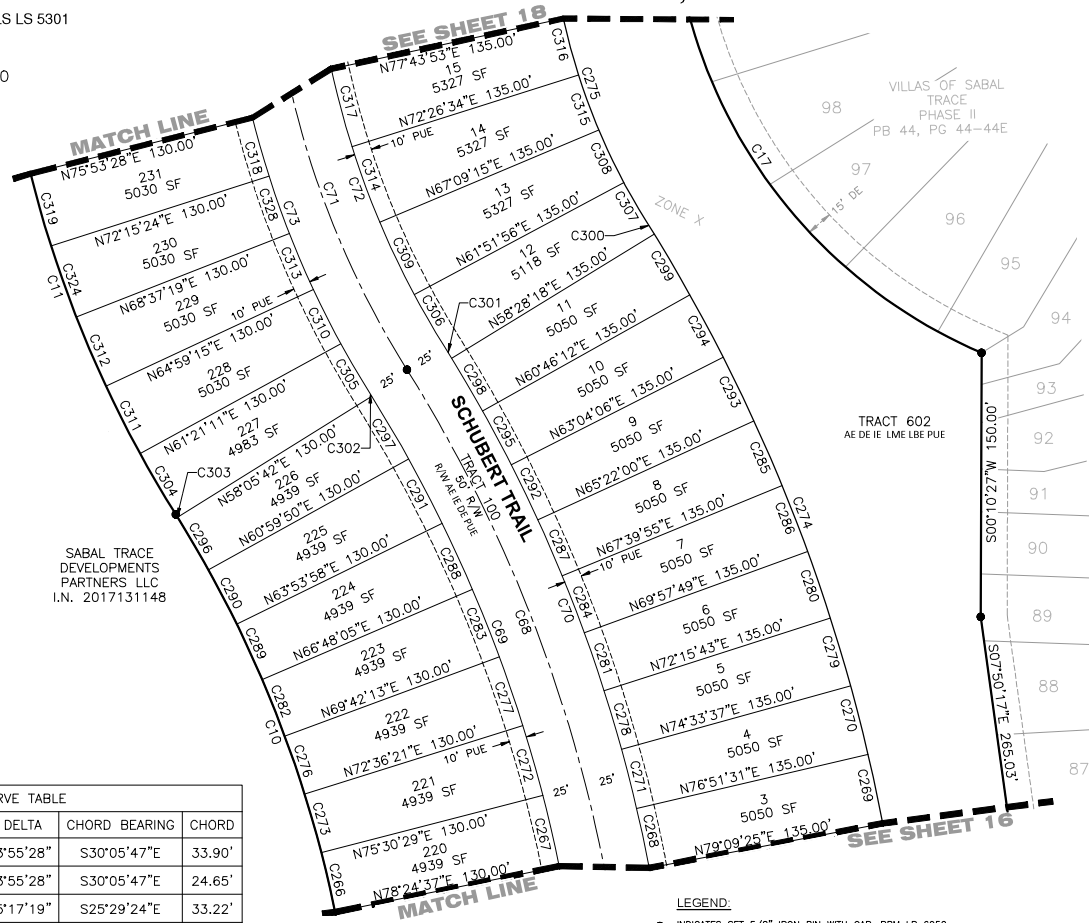 LS LS 5301
SEE SHEET 18
MATCH LINE
N77°43'53"E 135.00'
15
5327 SF
N72°26'34"E 135.00'
14
5327 SF
10' PUE
N67°09'15"E 135.00'
13
5327 SF
N61°51'56"E 135.00'
12
5118 SF
N58°28'18"E 135.00'
11
5050 SF
N60°46'12"E 135.00'
10
5050 SF
N63°04'06"E 135.00'
9
5050 SF
N65°22'00"E 135.00'
8
5050 SF
N67°39'55"E 135.00'
10' PUE
7
5050 SF
N69°57'49"E 135.00'
6
5050 SF
N72°15'43"E 135.00'
5
5050 SF
N74°33'37"E 135.00'
4
5050 SF
N76°51'31"E 135.00'
3
5050 SF
N79°09'25"E 135.00'
SEE SHEET 16
N75°53'28"E 130.00'
231
5030 SF
N72°15'24"E 130.00'
230
5030 SF
N68°37'19"E 130.00'
229
5030 SF
10' PUE
N64°59'15"E 130.00'
228
5030 SF
N61°21'11"E 130.00'
227
4983 SF
N58°05'42"E 130.00'
226
4939 SF
N60°59'50"E 130.00'
225
4939 SF
N63°53'58"E 130.00'
224
4939 SF
N66°48'05"E 130.00'
223
4939 SF
N69°42'13"E 130.00'
222
4939 SF
N72°36'21"E 130.00'
10' PUE
221
4939 SF
N75°30'29"E 130.00'
220
4939 SF
N78°24'37"E 130.00'
MATCH LINE
C319
C11
C324
C312
C311
C304
C303
C296
C290
C289
C282
C10
C276
C273
C266
C318
C328
C73
C313
C310
C305
C302
C297
C291
C288
C283
C69
C277
C272
C267
C71
C68
C317
C72
C314
C309
C306
C301
C298
C295
C292
C287
C70
C284
C281
C278
C271
C268
C316
C275
C315
C308
C307
C300
C299
C294
C293
C285
C274
C286
C280
C279
C270
C269
C17
25'
25'
25'
25'
SCHUBERT TRAIL
TRACT 100
50' R/W
R/W AE IE DE PUE
ZONE X
15' DE
VILLAS OF SABAL
TRACE
PHASE II
PB 44, PG 44-44E
98
97
96
95
94
93
92
91
90
89
88
87
TRACT 602
AE DE IE LME LBE PUE
S00°10'27"W 150.00'
S07°50'17"E 265.03'
SABAL TRACE
DEVELOPMENTS
PARTNERS LLC
I.N. 2017131148
RVE TABLE
DELTA CHORD BEARING CHORD
3°55'28" S30°05'47"E 33.90'
3°55'28" S30°05'47"E 24.65'
5°17'19" S25°29'24"E 33.22'
LEGEND: